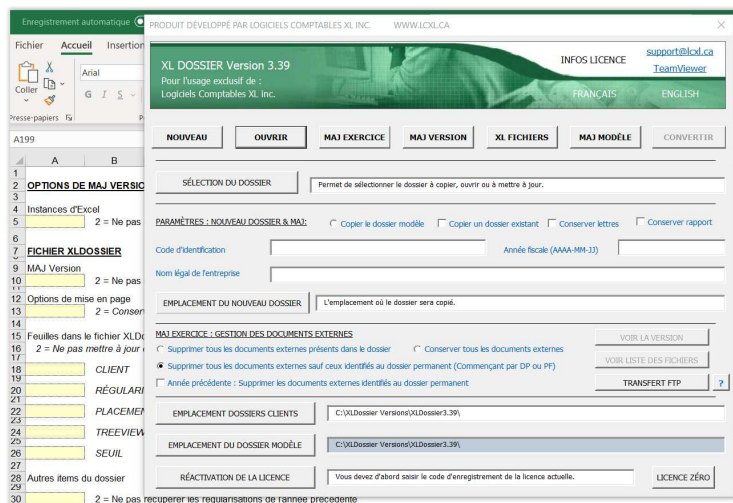 Enregistrement automatique
PRODUIT DÉVELOPPÉ PAR LOGICIELS COMPTABLES XL INC. WWW.LCXL.CA
Fichier Accueil Insertion
Coller
Arial
G I S
Presse-papiers
A199
A B
1
2 OPTIONS DE MAJ VERSIO
3
4 Instances d'Excel
5 2 = Ne pas
6
7 FICHIER XLDOSSIER
9 MAJ Version
10 2 = Ne pas
11
12 Options de mise en page
13 2 = Conser
14
15 Feuilles dans le fichier XLDo
16 2 = Ne pas mettre à jour
17
18 CLIENT
19
20 RÉGULARI
21
22 PLACEMEN
23
24 TREEVIEW
25
26 SEUIL
27
28 Autres items du dossier
29
30 2 = Ne pas récupérer les régularisations de l'année précédente
XL DOSSIER Version 3.39
Pour l'usage exclusif de :
Logiciels Comptables XL inc.
INFOS LICENCE
support@lcxl.ca
TeamViewer
FRANÇAIS ENGLISH
NOUVEAU OUVRIR MAJ EXERCICE MAJ VERSION XL FICHIERS MAJ MODÈLE CONVERTIR
SÉLECTION DU DOSSIER Permet de sélectionner le dossier à copier, ouvrir ou à mettre à jour.
PARAMÈTRES : NOUVEAU DOSSIER & MAJ: Copier le dossier modèle Copier un dossier existant Conserver lettres Conserver rapport
Code d'identification Année fiscale (AAAA-MM-JJ)
Nom légal de l'entreprise
EMPLACEMENT DU NOUVEAU DOSSIER L'emplacement où le dossier sera copié.
MAJ EXERCICE : GESTION DES DOCUMENTS EXTERNES
Supprimer tous les documents externes présents dans le dossier Conserver tous les documents externes
Supprimer tous les documents externes sauf ceux identifiés au dossier permanent (Commençant par DP ou PF)
Année précédente : Supprimer les documents externes identifiés au dossier permanent
VOIR LA VERSION
VOIR LISTE DES FICHIERS
TRANSFERT FTP ?
EMPLACEMENT DOSSIERS CLIENTS C:\XLDossier Versions\XLDossier3.39\
EMPLACEMENT DU DOSSIER MODÈLE C:\XLDossier Versions\XLDossier3.39\
RÉACTIVATION DE LA LICENCE Vous devez d'abord saisir le code d'enregistrement de la licence actuelle. LICENCE ZÉRO